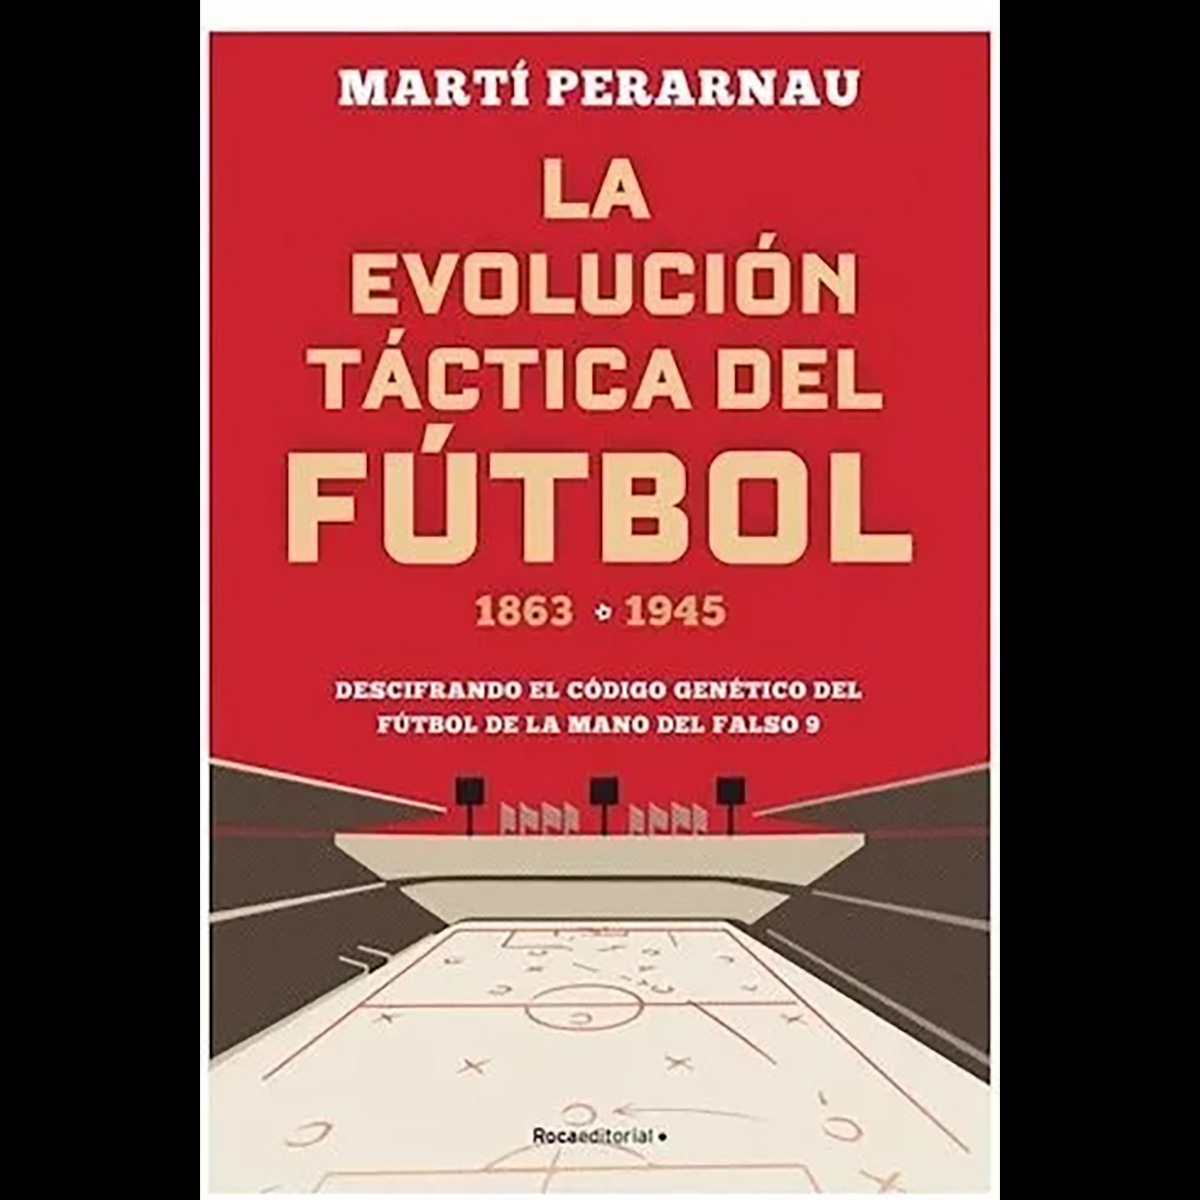 MARTÍ PERARNAU
LA
EVOLUCIÓN
TÁCTICA DEL
FÚTBOL
1863 1945
DESCIFRANDO EL CÓDIGO GENÉTICO DEL
FÚTBOL DE LA MANO DEL FALSO 9
Rocaeditorial